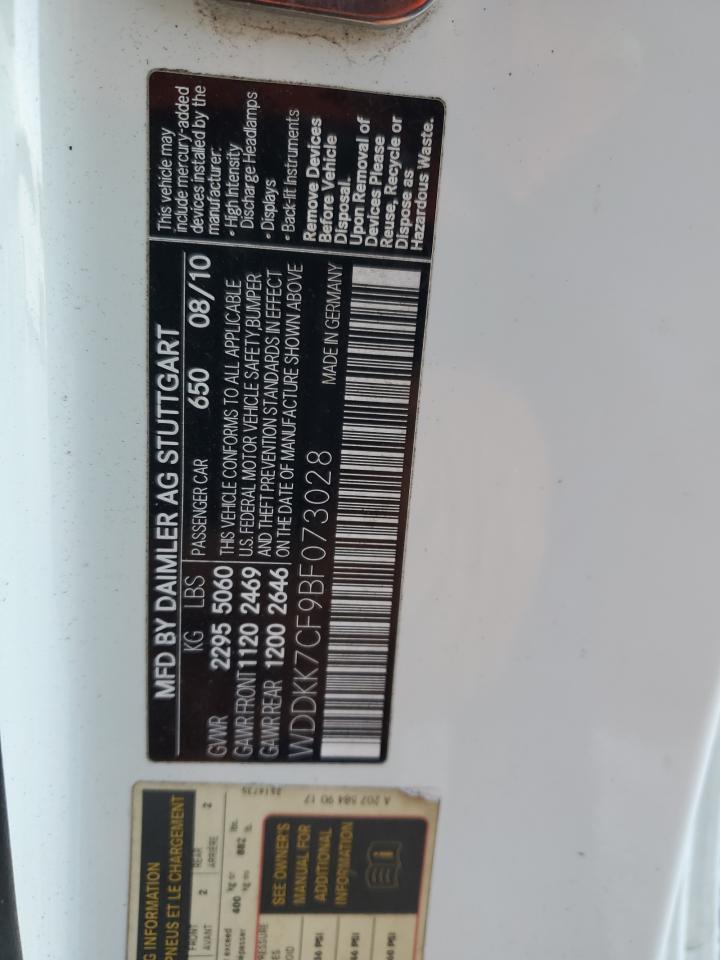 MFD BY DAIMLER AG STUTTGART
KG LBS PASSENGER CAR 650 08/10
GVWR 2295 5060
GAWR FRONT 1120 2469
GAWR REAR 1200 2646
THIS VEHICLE CONFORMS TO ALL APPLICABLE
U.S. FEDERAL MOTOR VEHICLE SAFETY, BUMPER
AND THEFT PREVENTION STANDARDS IN EFFECT
ON THE DATE OF MANUFACTURE SHOWN ABOVE
WDDKK7CF9BF073028 MADE IN GERMANY
This vehicle may
include mercury-added
devices installed by the
manufacturer:
• High Intensity
Discharge Headlamps
• Displays
• Back-lit Instruments
Remove Devices
Before Vehicle
Disposal.
Upon Removal of
Devices Please
Reuse, Recycle or
Dispose as
Hazardous Waste.
INFORMATION
PNEUS ET LE CHARGEMENT
FRONT 2 REAR 2
AVANT ARRIÈRE
exceed 400 kg or 882 lbs.
SEE OWNER'S
MANUAL FOR
ADDITIONAL
INFORMATION
A 207 584 90 17